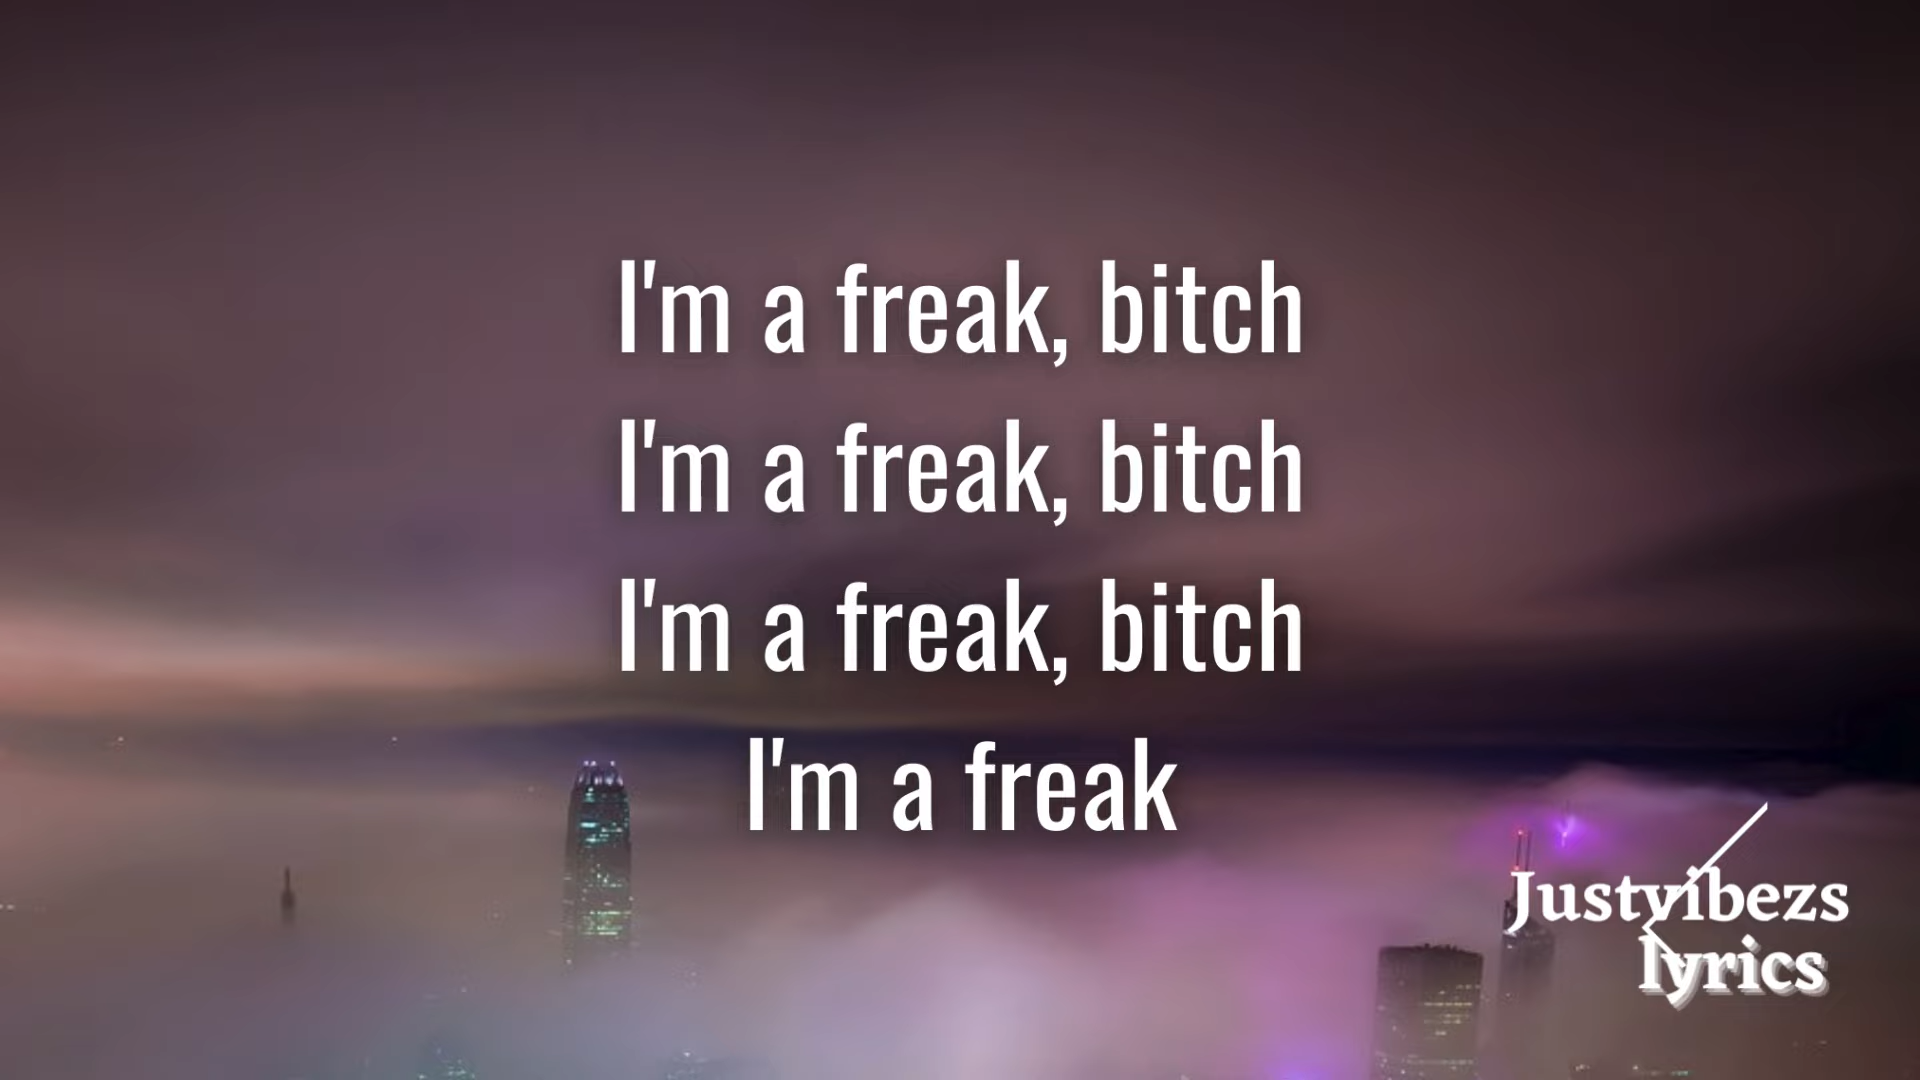 I'm a freak, bitch
I'm a freak, bitch
I'm a freak, bitch
I'm a freak
Justvibezs
lyrics